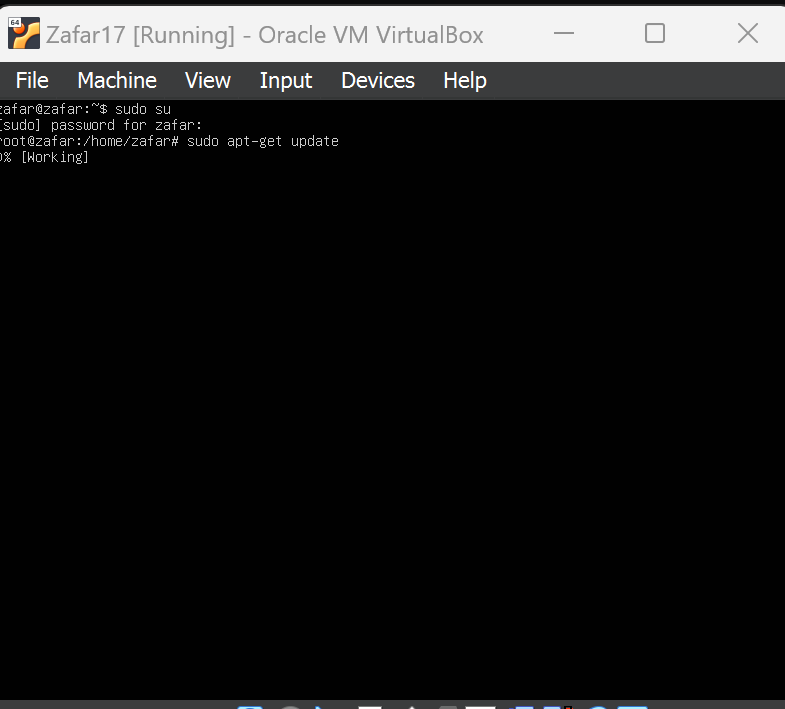 64
Zafar17 [Running] - Oracle VM VirtualBox
File Machine View Input Devices Help
zafar@zafar:~$ sudo su
[sudo] password for zafar:
root@zafar:/home/zafar# sudo apt-get update
0% [Working]